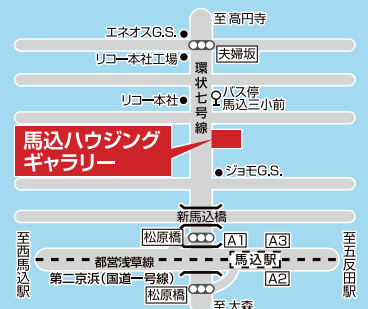 至高円寺
エネオスG.S.
夫婦坂
リコー本社工場
環状七号線
バス停
馬込三小前
リコー本社
馬込ハウジング
ギャラリー
ジョモG.S.
新馬込橋
松原橋
A1
A3
至西馬込駅
都営浅草線
馬込駅
至五反田駅
第二京浜(国道一号線)
A2
松原橋
至大森